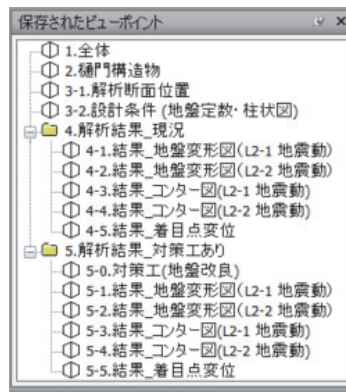 保存されたビューポイント
1.全体
2.樋門構造物
3-1.解析断面位置
3-2.設計条件 (地盤定数・柱状図)
4.解析結果_現況
4-1.結果_地盤変形図(L2-1 地震動)
4-2.結果_地盤変形図(L2-2 地震動)
4-3.結果_コンター図(L2-1 地震動)
4-4.結果_コンター図(L2-2 地震動)
4-5.結果_着目点変位
5.解析結果_対策工あり
5-0.対策工(地盤改良)
5-1.結果_地盤変形図(L2-1 地震動)
5-2.結果_地盤変形図(L2-2 地震動)
5-3.結果_コンター図(L2-1 地震動)
5-4.結果_コンター図(L2-2 地震動)
5-5.結果_着目点変位